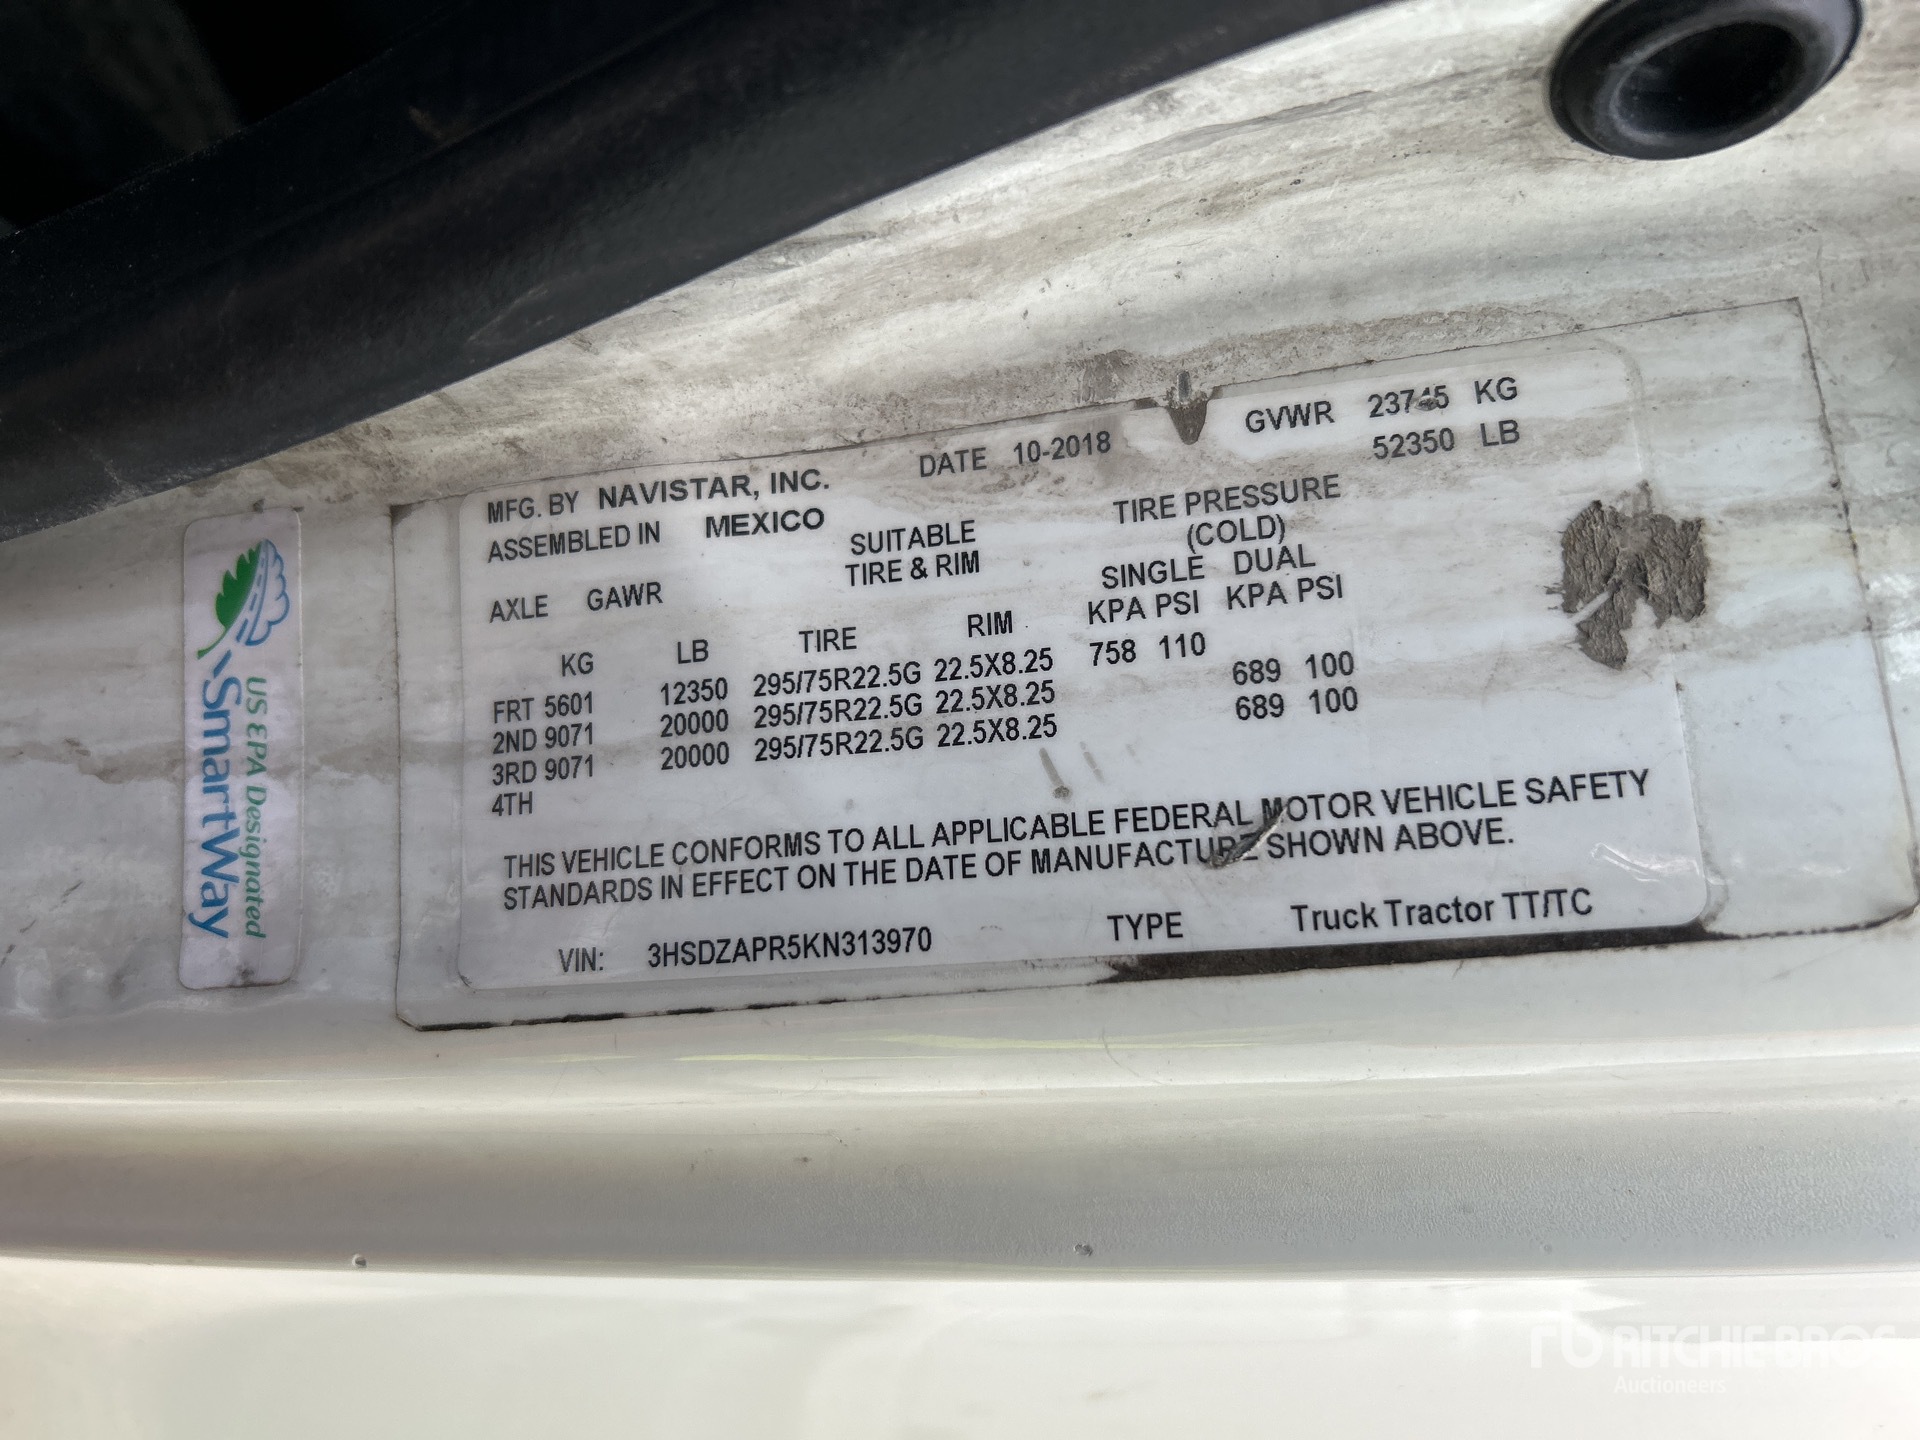 MFG. BY NAVISTAR, INC. DATE 10-2018 GVWR 23745 KG
52350 LB
ASSEMBLED IN MEXICO
SUITABLE TIRE PRESSURE
TIRE & RIM (COLD)
AXLE GAWR SINGLE DUAL
KG LB TIRE RIM KPA PSI KPA PSI
FRT 5601 12350 295/75R22.5G 22.5X8.25 758 110
2ND 9071 20000 295/75R22.5G 22.5X8.25 689 100
3RD 9071 20000 295/75R22.5G 22.5X8.25 689 100
4TH
THIS VEHICLE CONFORMS TO ALL APPLICABLE FEDERAL MOTOR VEHICLE SAFETY
STANDARDS IN EFFECT ON THE DATE OF MANUFACTURE SHOWN ABOVE.
VIN: 3HSDZAPR5KN313970 TYPE Truck Tractor TT/TC
US EPA Designated
SmartWay
rb RITCHIE BROS
Auctioneers